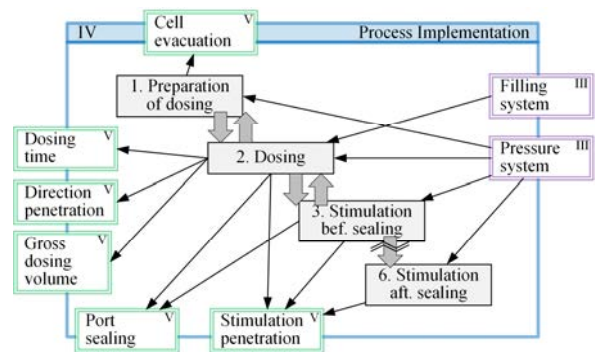 IV
Cell V
evacuation
Process Implementation
1. Preparation
of dosing
Filling III
system
Dosing V
time
2. Dosing
Pressure III
system
Direction V
penetration
3. Stimulation
bef. sealing
Gross V
dosing
volume
6. Stimulation
aft. sealing
Port V
sealing
Stimulation V
penetration